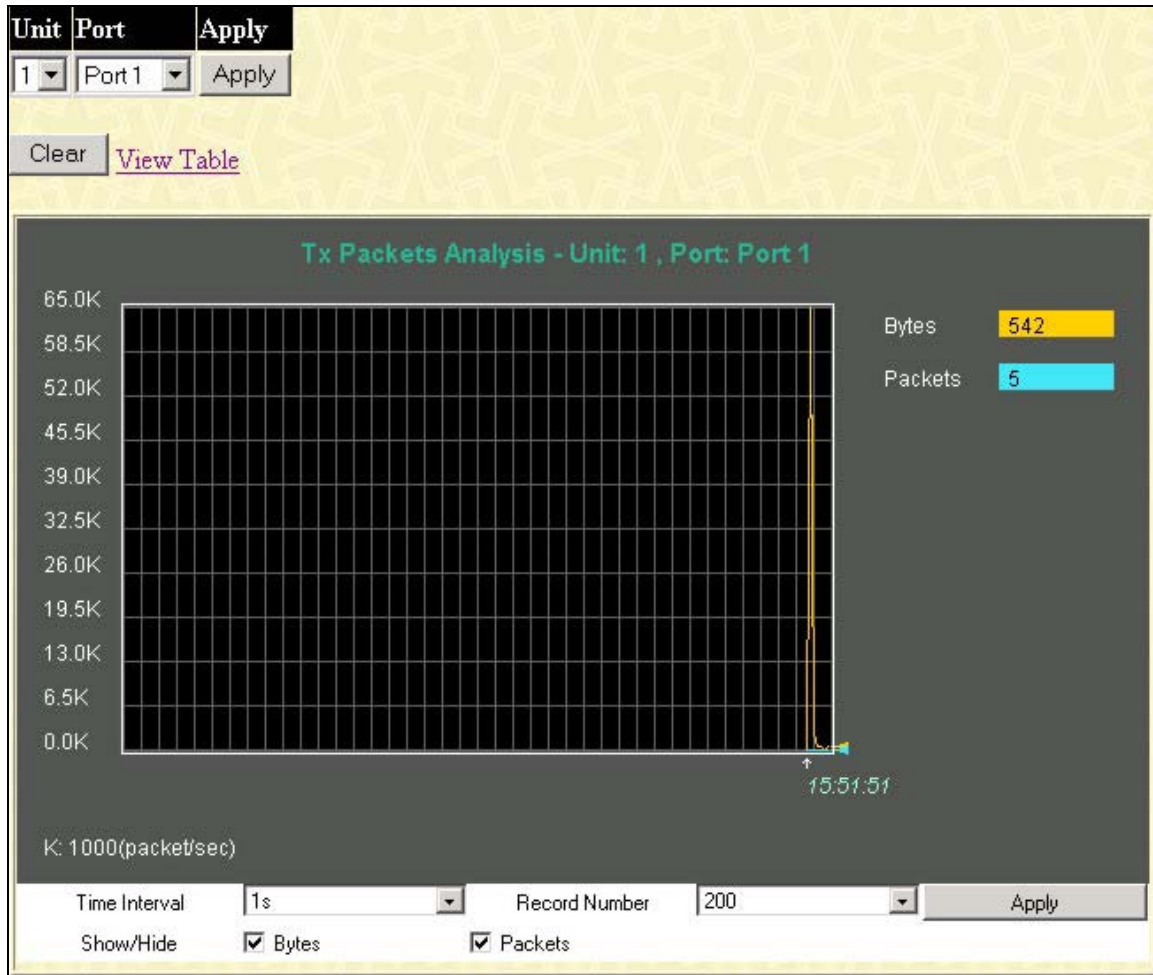 Unit Port Apply
1 Port 1 Apply
Clear View Table
Tx Packets Analysis - Unit: 1 , Port: Port 1
65.0K
58.5K
52.0K
45.5K
39.0K
32.5K
26.0K
19.5K
13.0K
6.5K
0.0K
Bytes 542
Packets 5
15:51:51
K: 1000(packet/sec)
Time Interval 1s Record Number 200 Apply
Show/Hide Bytes Packets